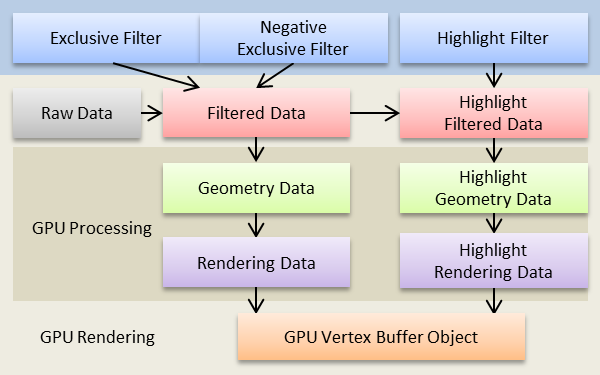 Exclusive Filter
Negative
Exclusive Filter
Highlight Filter
Raw Data
Filtered Data
Highlight
Filtered Data
GPU Processing
Geometry Data
Highlight
Geometry Data
Rendering Data
Highlight
Rendering Data
GPU Rendering
GPU Vertex Buffer Object